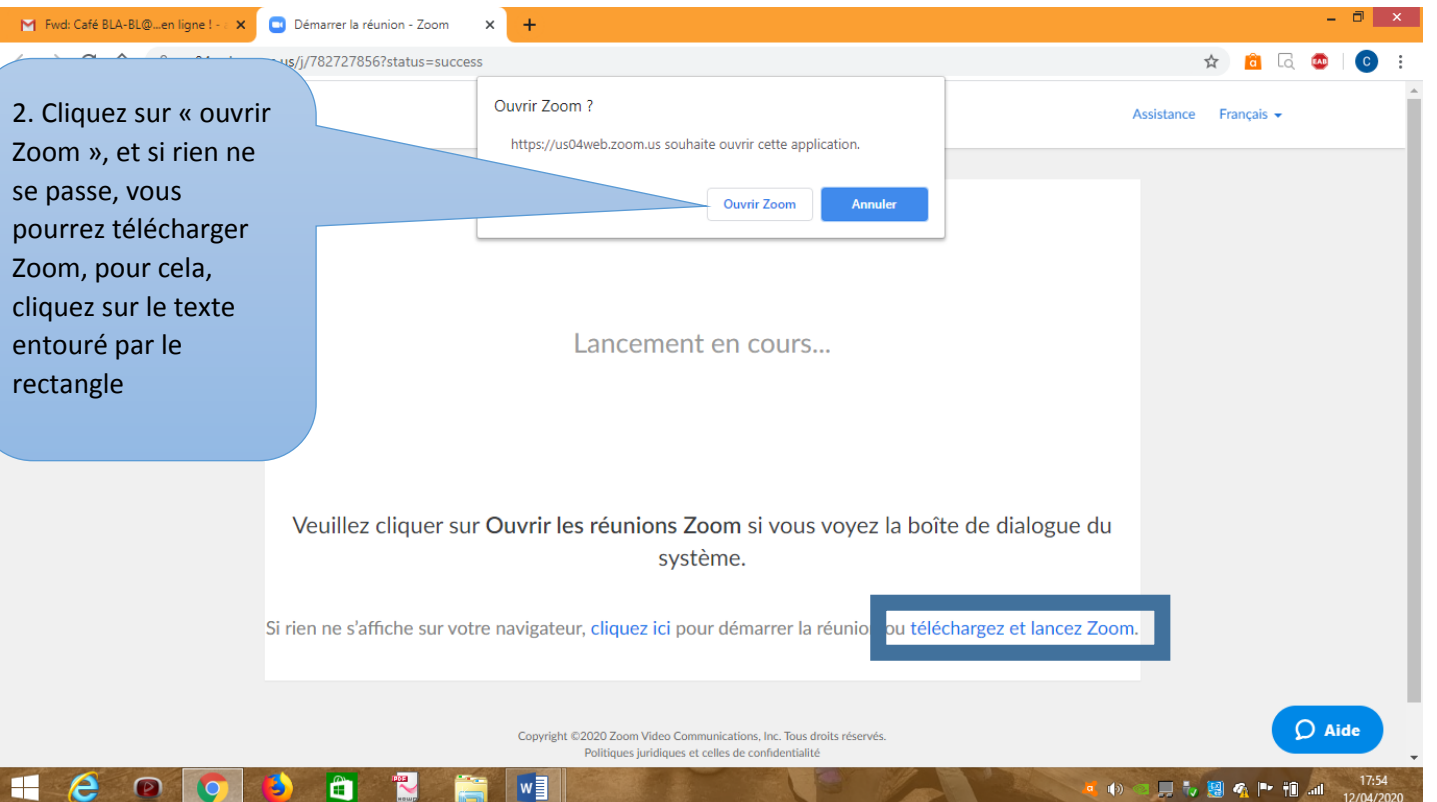 Fwd: Café BLA-BL@...en ligne ! -
Démarrer la réunion - Zoom
us/j/782727856?status=success
2. Cliquez sur « ouvrir
Zoom », et si rien ne
se passe, vous
pourrez télécharger
Zoom, pour cela,
cliquez sur le texte
entouré par le
rectangle
Ouvrir Zoom ?
https://us04web.zoom.us souhaite ouvrir cette application.
Ouvrir Zoom
Annuler
Assistance
Français
Lancement en cours...
Veuillez cliquer sur Ouvrir les réunions Zoom si vous voyez la boîte de dialogue du
système.
Si rien ne s’affiche sur votre navigateur, cliquez ici pour démarrer la réunion ou téléchargez et lancez Zoom.
Copyright ©2020 Zoom Video Communications, Inc. Tous droits réservés.
Politiques juridiques et celles de confidentialité
Aide
17:54
12/04/2020